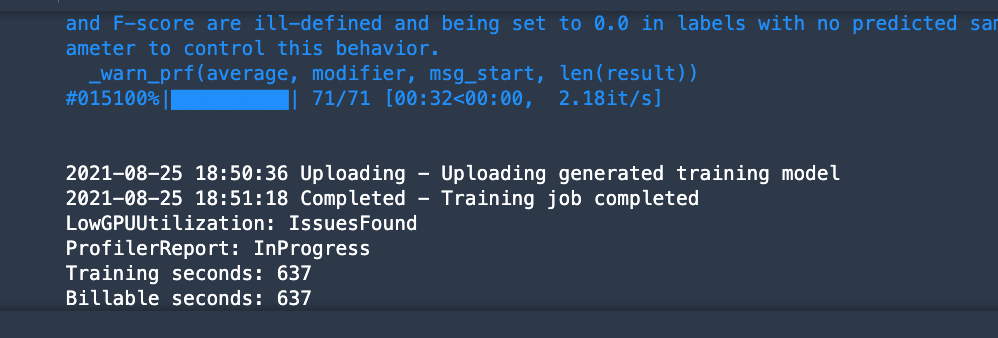 and F-score are ill-defined and being set to 0.0 in labels with no predicted
ameter to control this behavior.
_warn_prf(average, modifier, msg_start, len(result))
#015100%|██████████| 71/71 [00:32<00:00,  2.18it/s]
2021-08-25 18:50:36 Uploading - Uploading generated training model
2021-08-25 18:51:18 Completed - Training job completed
LowGPUUtilization: IssuesFound
ProfilerReport: InProgress
Training seconds: 637
Billable seconds: 637